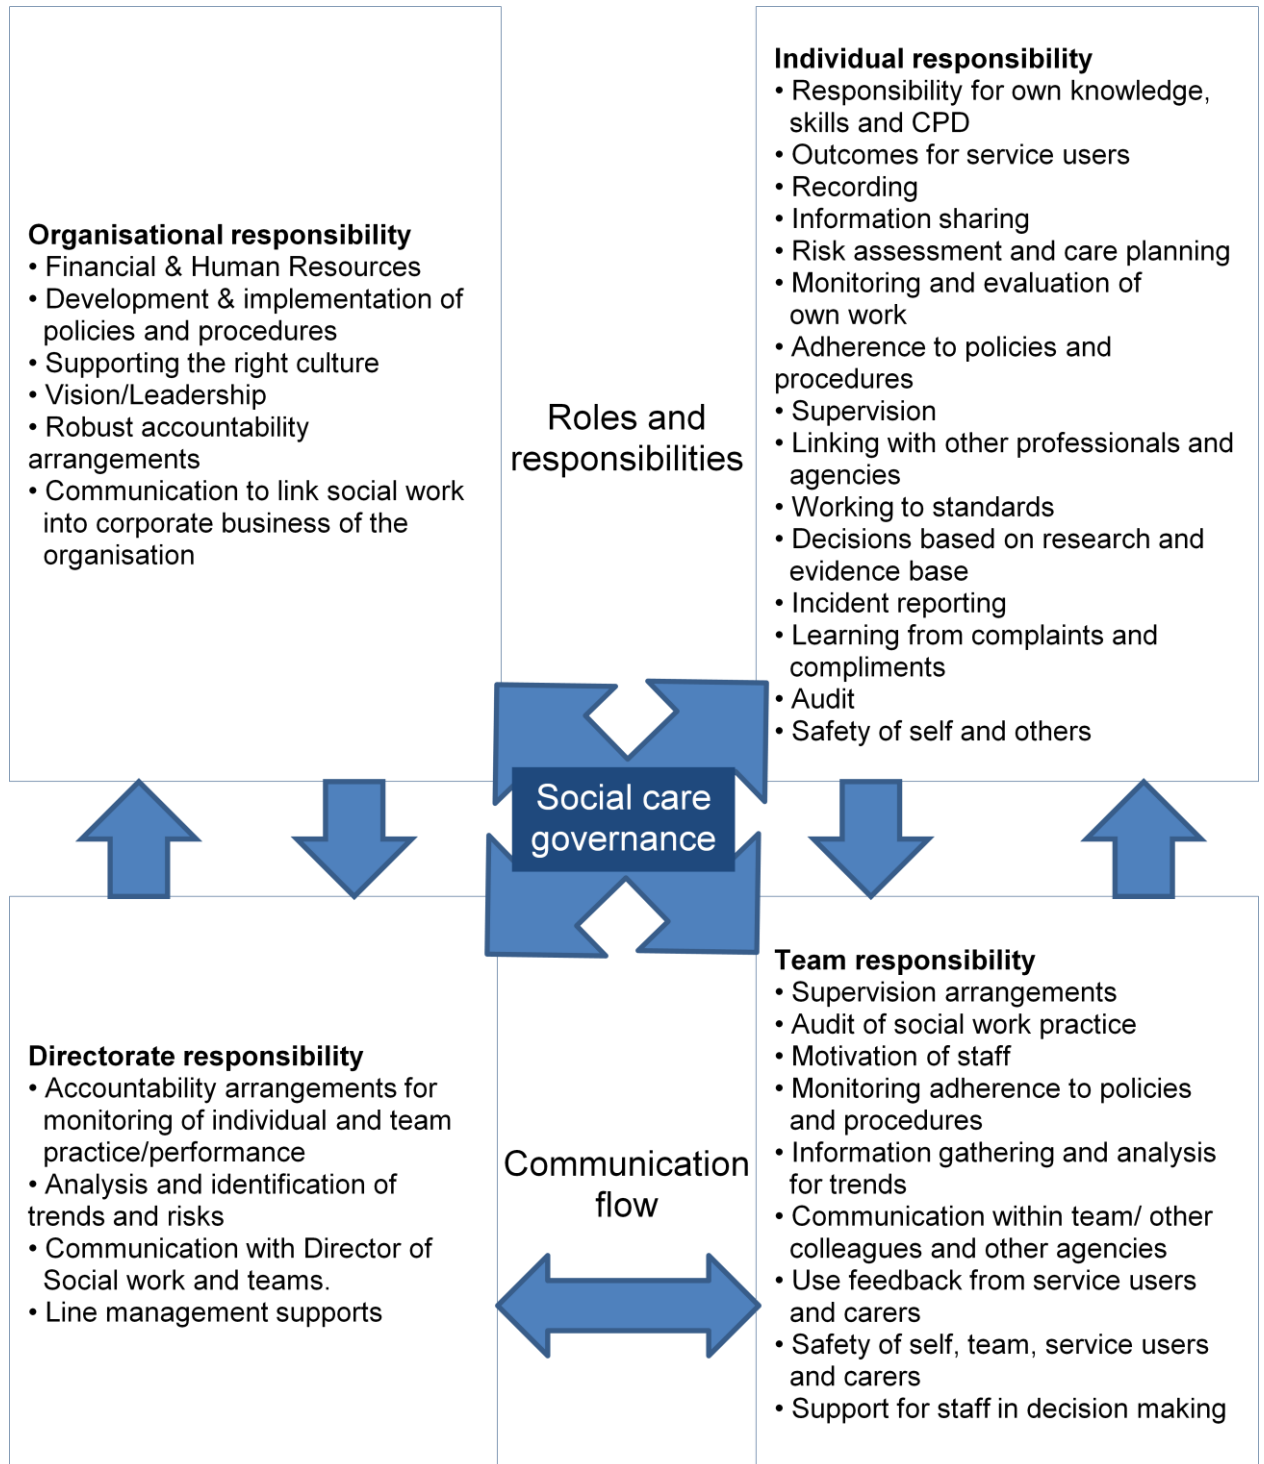 Organisational responsibility
• Financial & Human Resources
• Development & implementation of
policies and procedures
• Supporting the right culture
• Vision/Leadership
• Robust accountability
arrangements
• Communication to link social work
into corporate business of the
organisation
Roles and
responsibilities
Individual responsibility
• Responsibility for own knowledge,
skills and CPD
• Outcomes for service users
• Recording
• Information sharing
• Risk assessment and care planning
• Monitoring and evaluation of
own work
• Adherence to policies and
procedures
• Supervision
• Linking with other professionals and
agencies
• Working to standards
• Decisions based on research and
evidence base
• Incident reporting
• Learning from complaints and
compliments
• Audit
• Safety of self and others
Social care
governance
Directorate responsibility
• Accountability arrangements for
monitoring of individual and team
practice/performance
• Analysis and identification of
trends and risks
• Communication with Director of
Social work and teams.
• Line management supports
Communication
flow
Team responsibility
• Supervision arrangements
• Audit of social work practice
• Motivation of staff
• Monitoring adherence to policies
and procedures
• Information gathering and analysis
for trends
• Communication within team/ other
colleagues and other agencies
• Use feedback from service users
and carers
• Safety of self, team, service users
and carers
• Support for staff in decision making